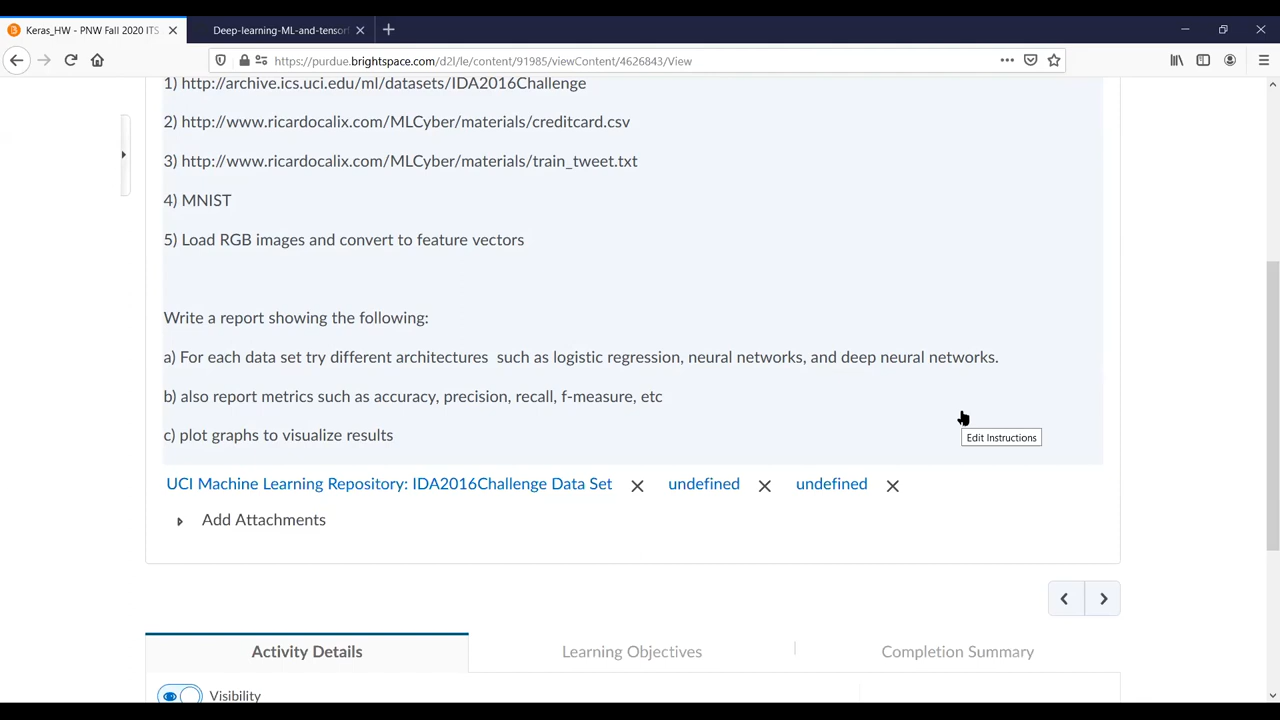 Keras_HW - PNW Fall 2020 ITS
Deep-learning-ML-and-tensorf
https://purdue.brightspace.com/d2l/le/content/91985/viewContent/4626843/View
1) http://archive.ics.uci.edu/ml/datasets/IDA2016Challenge
2) http://www.ricardocalix.com/MLCyber/materials/creditcard.csv
3) http://www.ricardocalix.com/MLCyber/materials/train_tweet.txt
4) MNIST
5) Load RGB images and convert to feature vectors
Write a report showing the following:
a) For each data set try different architectures such as logistic regression, neural networks, and deep neural networks.
b) also report metrics such as accuracy, precision, recall, f-measure, etc
c) plot graphs to visualize results
Edit Instructions
UCI Machine Learning Repository: IDA2016Challenge Data Set undefined undefined
Add Attachments
Activity Details Learning Objectives Completion Summary
Visibility